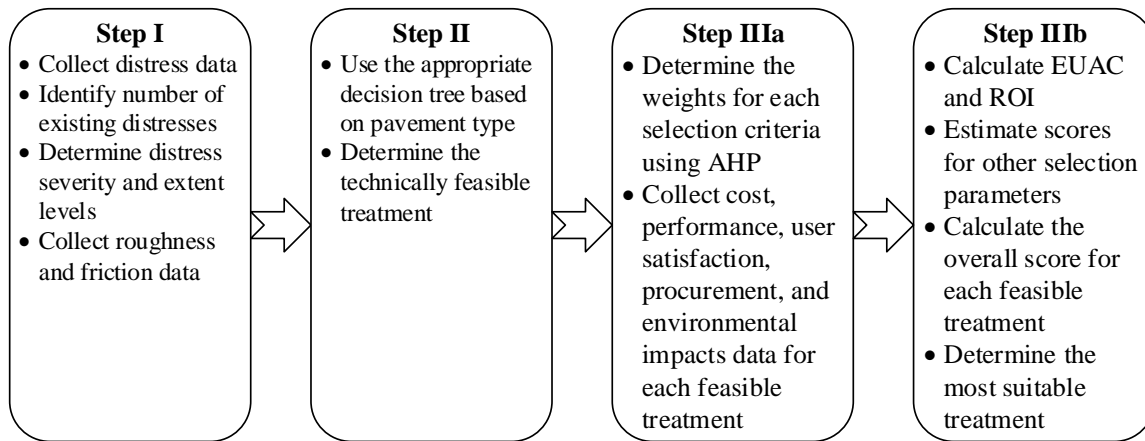 Step I
• Collect distress data
• Identify number of
existing distresses
• Determine distress
severity and extent
levels
• Collect roughness
and friction data
Step II
• Use the appropriate
decision tree based
on pavement type
• Determine the
technically feasible
treatment
Step IIIa
• Determine the
weights for each
selection criteria
using AHP
• Collect cost,
performance, user
satisfaction,
procurement, and
environmental
impacts data for
each feasible
treatment
Step IIIb
• Calculate EUAC
and ROI
• Estimate scores
for other selection
parameters
• Calculate the
overall score for
each feasible
treatment
• Determine the
most suitable
treatment